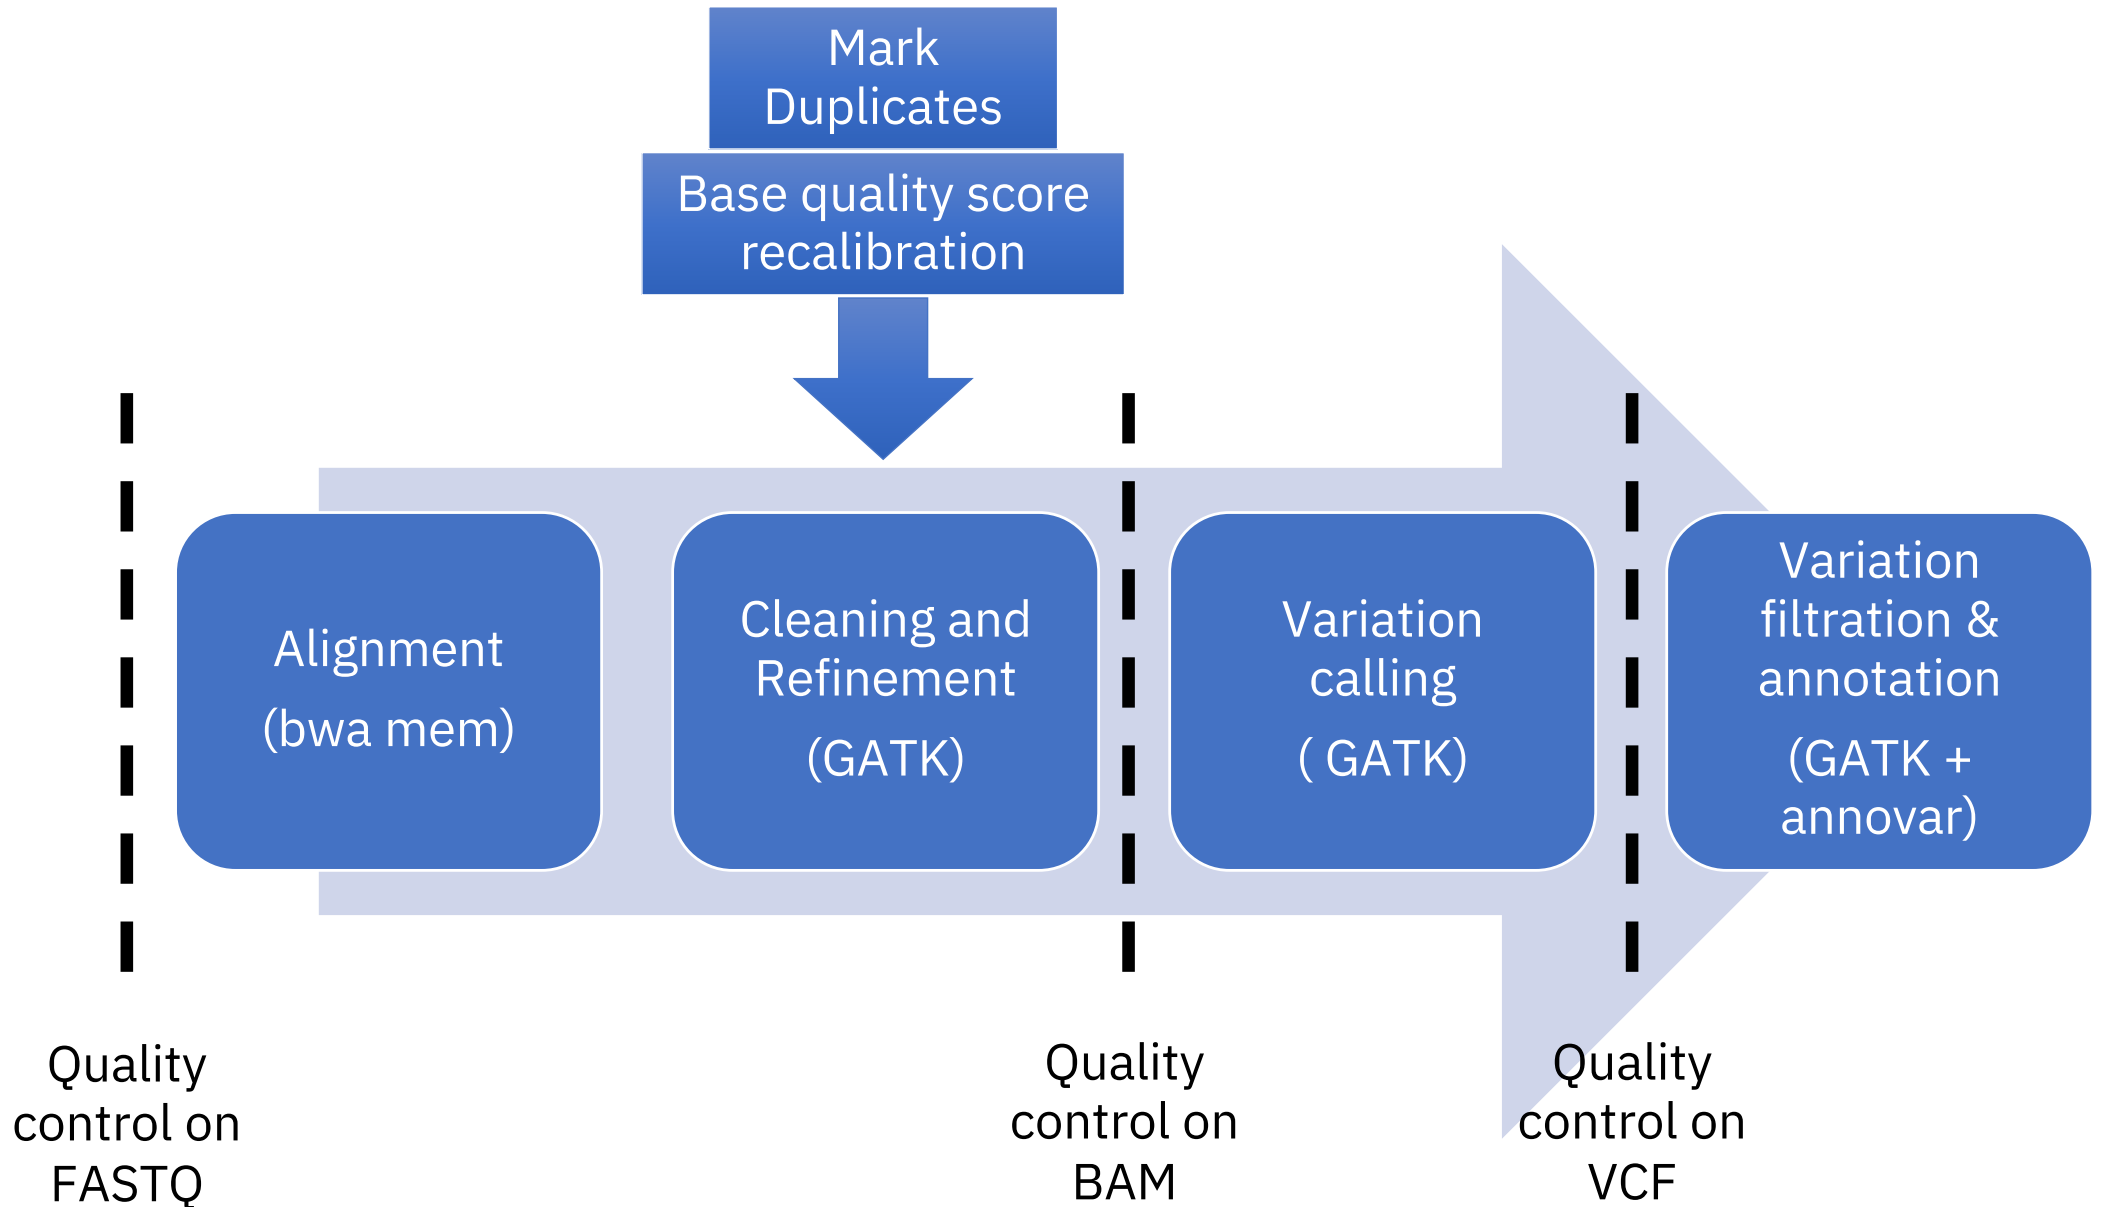 Mark
Duplicates
Base quality score
recalibration
Alignment
(bwa mem)
Cleaning and
Refinement
(GATK)
Variation
calling
( GATK)
Variation
filtration &
annotation
(GATK +
annovar)
Quality
control on
FASTQ
Quality
control on
BAM
Quality
control on
VCF